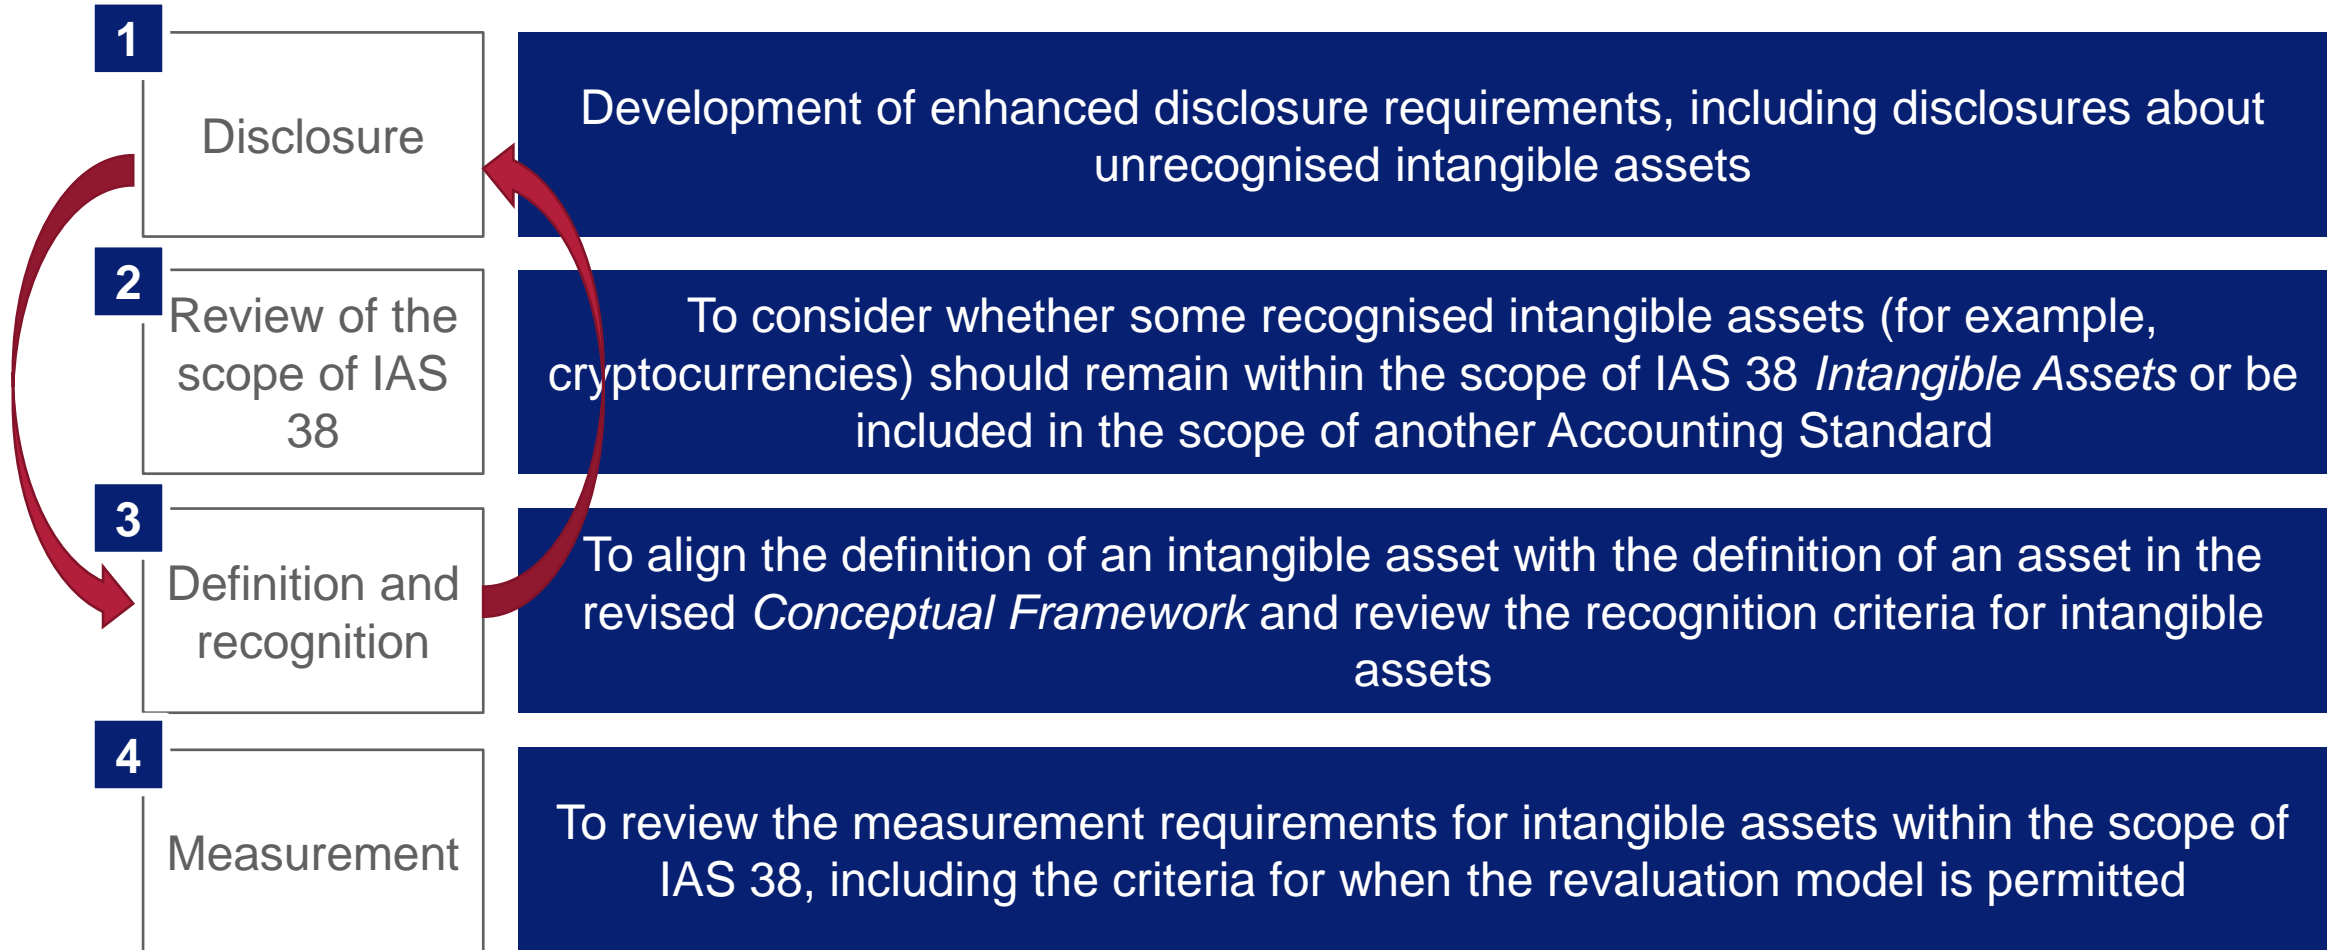 1
Disclosure
Development of enhanced disclosure requirements, including disclosures about
unrecognised intangible assets
2
Review of the
scope of IAS
38
To consider whether some recognised intangible assets (for example,
cryptocurrencies) should remain within the scope of IAS 38 Intangible Assets or be
included in the scope of another Accounting Standard
3
Definition and
recognition
To align the definition of an intangible asset with the definition of an asset in the
revised Conceptual Framework and review the recognition criteria for intangible
assets
4
Measurement
To review the measurement requirements for intangible assets within the scope of
IAS 38, including the criteria for when the revaluation model is permitted